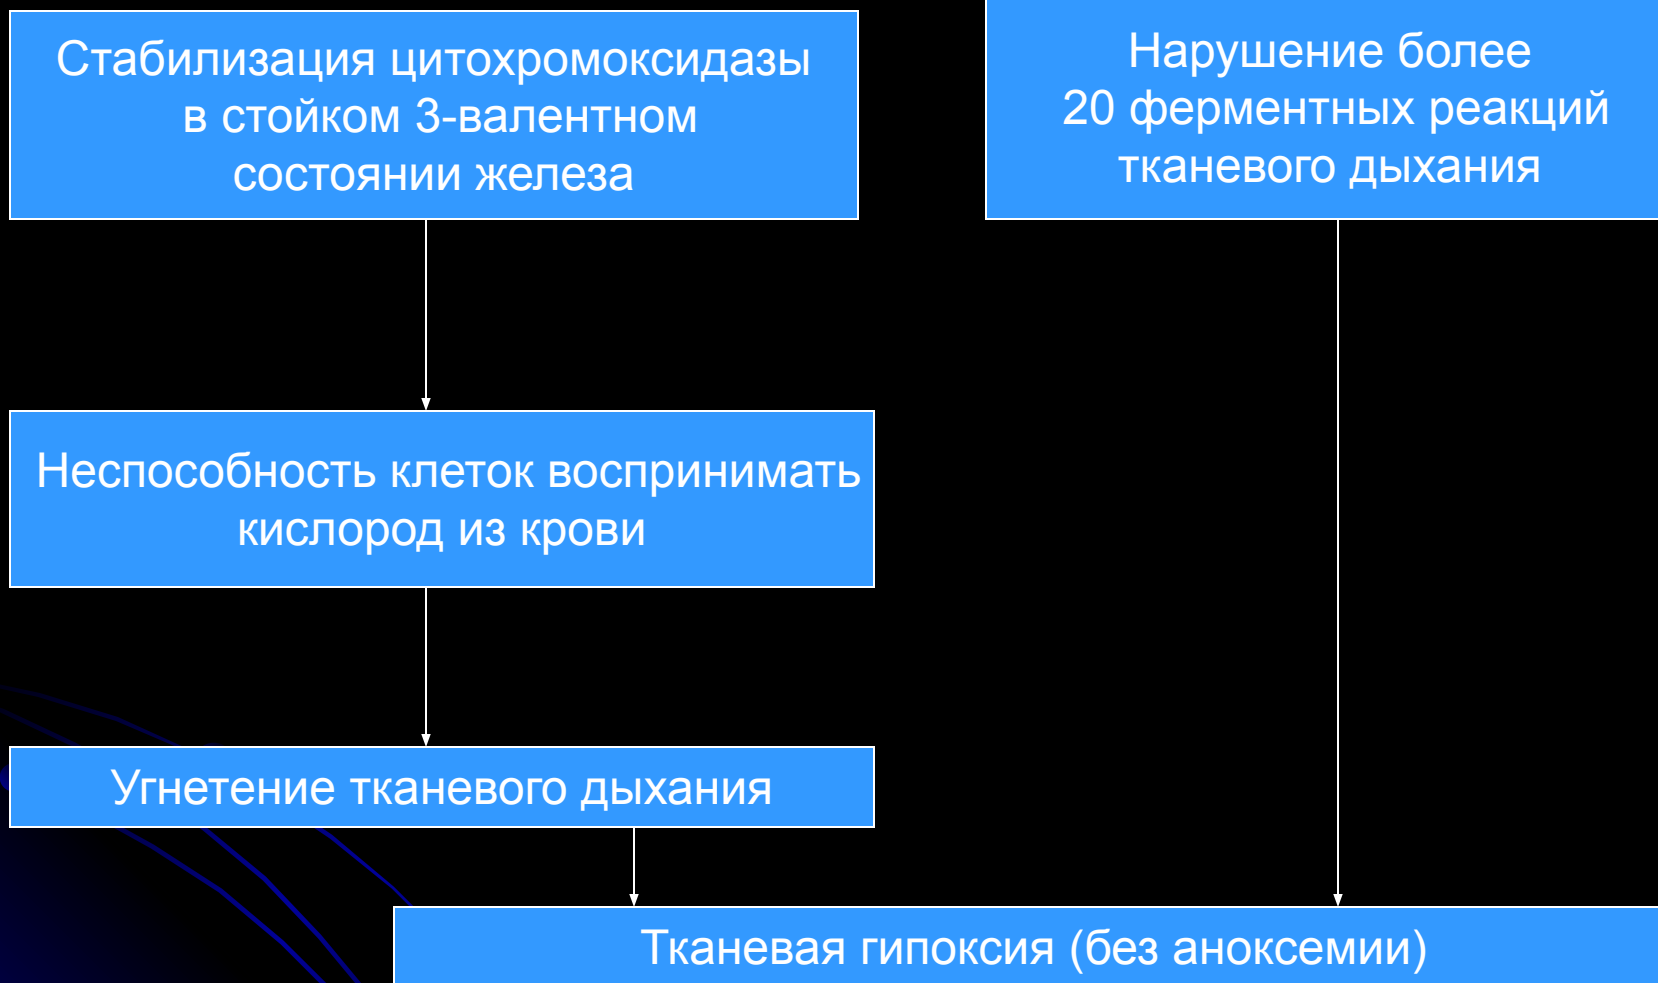 Стабилизация цитохромоксидазы
в стойком 3-валентном
состоянии железа
Нарушение более
20 ферментных реакций
тканевого дыхания
Неспособность клеток воспринимать
кислород из крови
Угнетение тканевого дыхания
Тканевая гипоксия (без аноксемии)